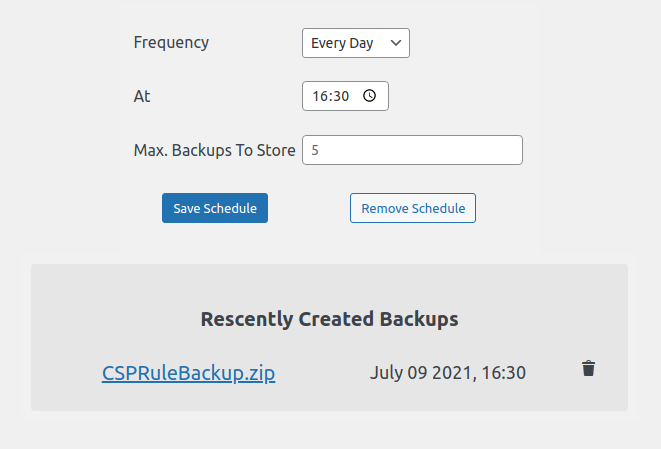 Frequency Every Day
At 16:30
Max. Backups To Store 5
Save Schedule Remove Schedule
Rescently Created Backups
CSPRuleBackup.zip July 09 2021, 16:30